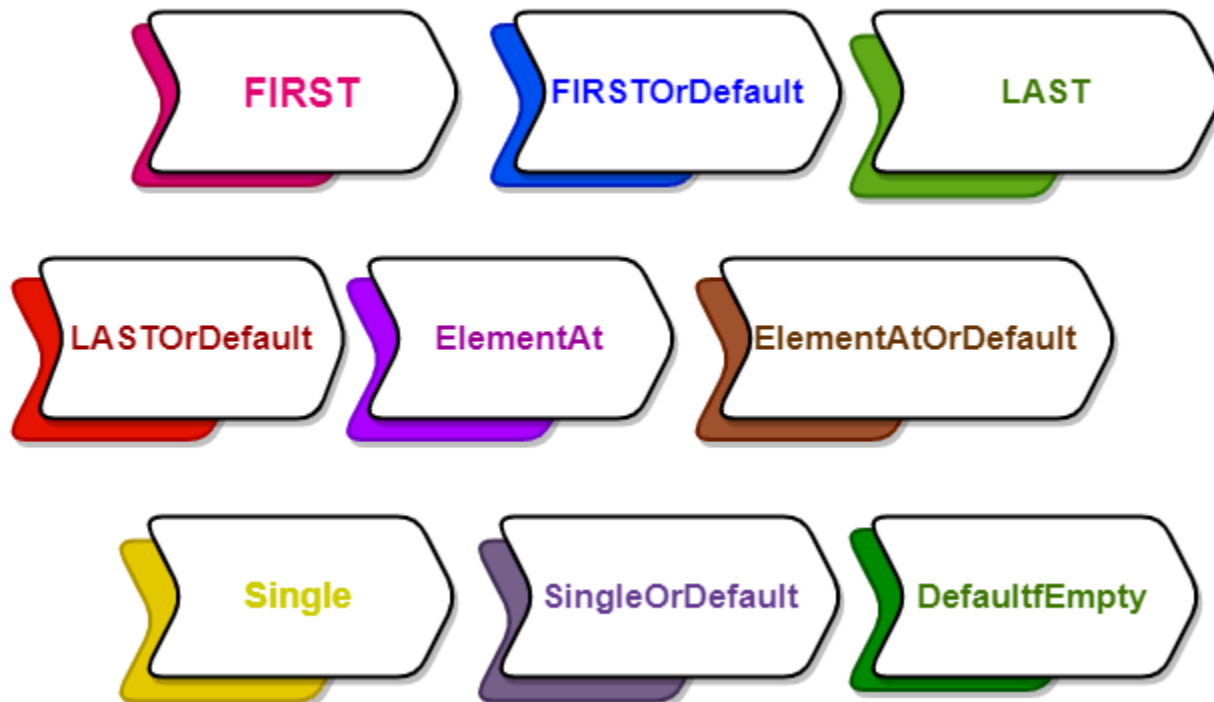 FIRST
FIRSTOrDefault
LAST
LASTOrDefault
ElementAt
ElementAtOrDefault
Single
SingleOrDefault
DefaultfEmpty